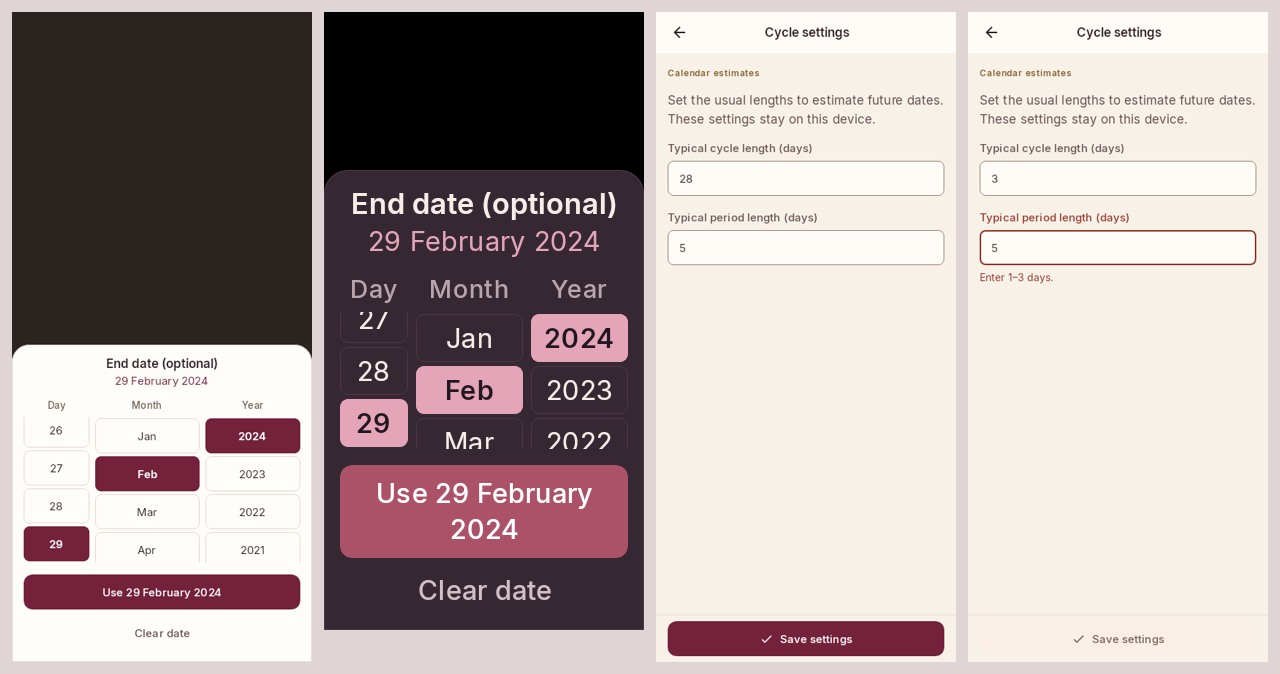 End date (optional)
29 February 2024
Day Month Year
26 Jan 2024
27 Feb 2023
28 Mar 2022
29 Apr 2021
Use 29 February 2024
Clear date
End date (optional)
29 February 2024
Day Month Year
27 Jan 2024
28 Feb 2023
29 Mar 2022
Use 29 February
2024
Clear date
Cycle settings
Calendar estimates
Set the usual lengths to estimate future dates.
These settings stay on this device.
Typical cycle length (days)
28
Typical period length (days)
5
Save settings
Cycle settings
Calendar estimates
Set the usual lengths to estimate future dates.
These settings stay on this device.
Typical cycle length (days)
3
Typical period length (days)
5
Enter 1–3 days.
Save settings